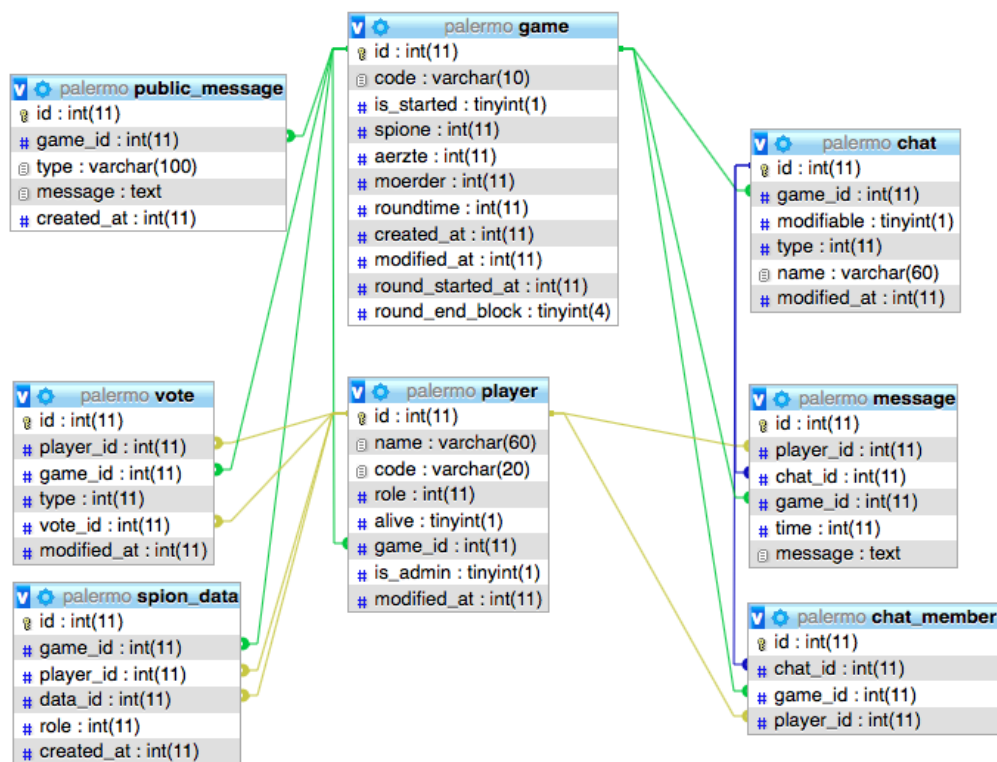 palermo game
id : int(11)
code : varchar(10)
is_started : tinyint(1)
spione : int(11)
aerzte : int(11)
moerder : int(11)
roundtime : int(11)
created_at : int(11)
modified_at : int(11)
round_started_at : int(11)
round_end_block : tinyint(4)
palermo public_message
id : int(11)
game_id : int(11)
type : varchar(100)
message : text
created_at : int(11)
palermo chat
id : int(11)
game_id : int(11)
modifiable : tinyint(1)
type : int(11)
name : varchar(60)
modified_at : int(11)
palermo vote
id : int(11)
player_id : int(11)
game_id : int(11)
type : int(11)
vote_id : int(11)
modified_at : int(11)
palermo player
id : int(11)
name : varchar(60)
code : varchar(20)
role : int(11)
alive : tinyint(1)
game_id : int(11)
is_admin : tinyint(1)
modified_at : int(11)
palermo message
id : int(11)
player_id : int(11)
chat_id : int(11)
game_id : int(11)
time : int(11)
message : text
palermo spion_data
id : int(11)
game_id : int(11)
player_id : int(11)
data_id : int(11)
role : int(11)
created_at : int(11)
palermo chat_member
id : int(11)
chat_id : int(11)
game_id : int(11)
player_id : int(11)